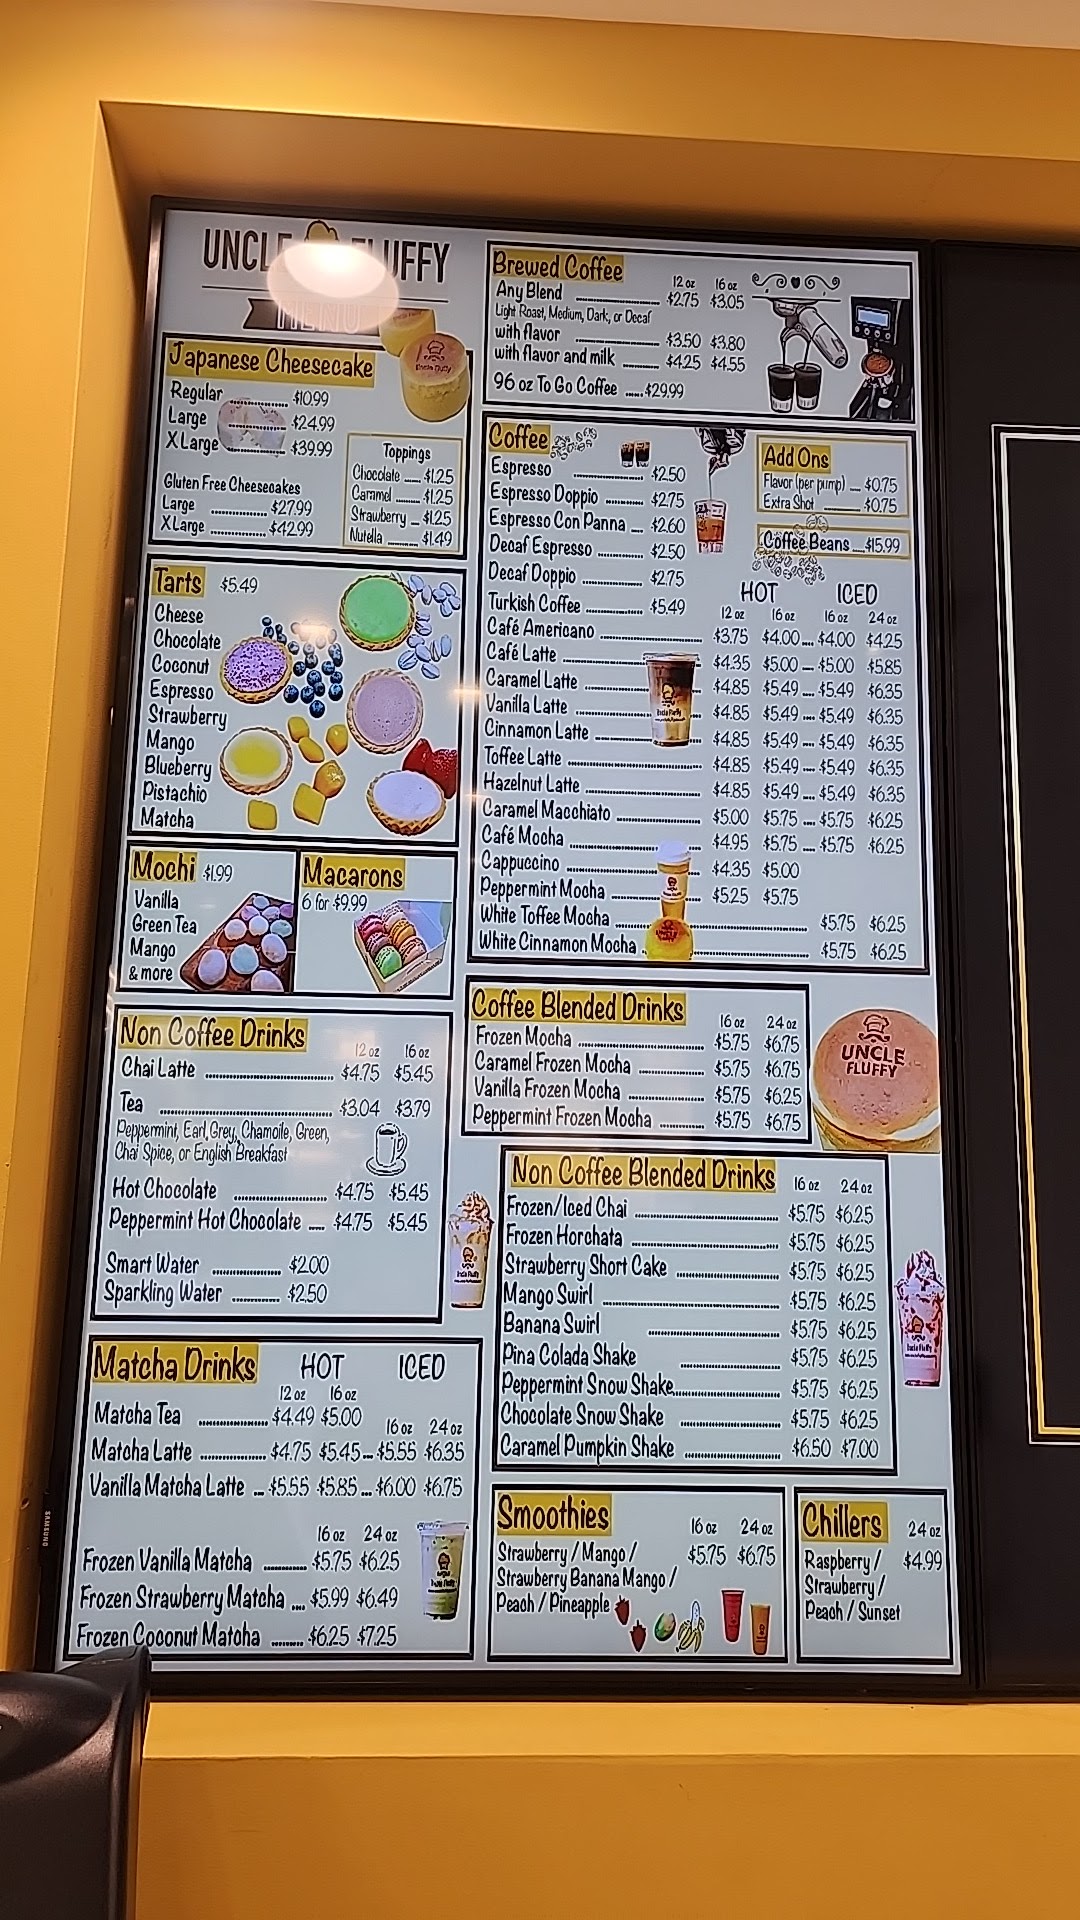 UNCLE FLUFFY
MENU
Japanese Cheesecake
Regular ............ $10.99
Large ............ $24.99
X Large ............ $39.99
Gluten Free Cheesecakes
Large ............ $27.99
XLarge ............ $42.99
Toppings
Chocolate ..... $1.25
Caramel ....... $1.25
Strawberry .. $1.25
Nutella ........ $1.49
Tarts $5.49
Cheese
Chocolate
Coconut
Espresso
Strawberry
Mango
Blueberry
Pistachio
Matcha
Mochi $1.99
Vanilla
Green Tea
Mango
& more
Macarons
6 for $9.99
Non Coffee Drinks
12 oz 16 oz
Chai Latte ............ $4.75 $5.45
Tea ............ $3.04 $3.79
Peppermint, Earl Grey, Chamoile, Green,
Chai Spice, or English Breakfast
Hot Chocolate ............ $4.75 $5.45
Peppermint Hot Chocolate .... $4.75 $5.45
Smart Water ............ $2.00
Sparkling Water ............ $2.50
Matcha Drinks HOT ICED
12 oz 16 oz
Matcha Tea ............ $4.49 $5.00
16 oz 24 oz
Matcha Latte ............ $4.75 $5.45 ... $5.55 $6.35
Vanilla Matcha Latte ... $5.55 $5.85 ... $6.00 $6.75
16 oz 24 oz
Frozen Vanilla Matcha ........ $5.75 $6.25
Frozen Strawberry Matcha .... $5.99 $6.49
Frozen Coconut Matcha ........ $6.25 $7.25
Brewed Coffee
12 oz 16 oz
Any Blend ............ $2.75 $3.05
Light Roast, Medium, Dark, or Decaf
with flavor ............ $3.50 $3.80
with flavor and milk ........ $4.25 $4.55
96 oz To Go Coffee ..... $29.99
Coffee
Espresso ............ $2.50
Espresso Doppio ........ $2.75
Espresso Con Panna ... $2.60
Decaf Espresso ........ $2.50
Decaf Doppio ............ $2.75
Turkish Coffee ............ $5.49
Add Ons
Flavor (per pump) ... $0.75
Extra Shot ............ $0.75
Coffee Beans ... $15.99
HOT ICED
12 oz 16 oz 16 oz 24 oz
Café Americano ............ $3.75 $4.00 .... $4.00 $4.25
Café Latte ............ $4.35 $5.00 .... $5.00 $5.85
Caramel Latte ............ $4.85 $5.49 .... $5.49 $6.35
Vanilla Latte ............ $4.85 $5.49 .... $5.49 $6.35
Cinnamon Latte ............ $4.85 $5.49 .... $5.49 $6.35
Toffee Latte ............ $4.85 $5.49 .... $5.49 $6.35
Hazelnut Latte ............ $4.85 $5.49 .... $5.49 $6.35
Caramel Macchiato ............ $5.00 $5.75 .... $5.75 $6.25
Café Mocha ............ $4.95 $5.75 .... $5.75 $6.25
Cappuccino ............ $4.35 $5.00
Peppermint Mocha ............ $5.25 $5.75
White Toffee Mocha ............ $5.75 $6.25
White Cinnamon Mocha ............ $5.75 $6.25
UNCLE
FLUFFY
Coffee Blended Drinks
16 oz 24 oz
Frozen Mocha ............ $5.75 $6.75
Caramel Frozen Mocha ............ $5.75 $6.75
Vanilla Frozen Mocha ............ $5.75 $6.25
Peppermint Frozen Mocha ............ $5.75 $6.75
Non Coffee Blended Drinks 16 oz 24 oz
Frozen/Iced Chai ............ $5.75 $6.25
Frozen Horchata ............ $5.75 $6.25
Strawberry Short Cake ............ $5.75 $6.25
Mango Swirl ............ $5.75 $6.25
Banana Swirl ............ $5.75 $6.25
Pina Colada Shake ............ $5.75 $6.25
Peppermint Snow Shake ............ $5.75 $6.25
Chocolate Snow Shake ............ $5.75 $6.25
Caramel Pumpkin Shake ............ $6.50 $7.00
Smoothies 16 oz 24 oz
Strawberry / Mango / $5.75 $6.75
Strawberry Banana Mango /
Peach / Pineapple
Chillers 24 oz
Raspberry / $4.99
Strawberry /
Peach / Sunset
SAMSUNG